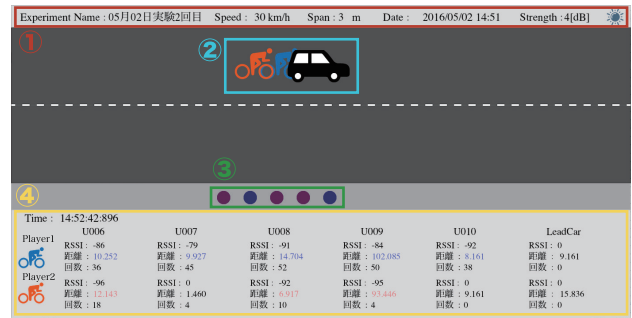 Experiment Name : 05月02日実験2回目 Speed : 30 km/h Span : 3 m Date : 2016/05/02 14:51 Strength : 4[dB]
①
②
③
④
Time : 14:52:42:896
U006 U007 U008 U009 U010 LeadCar
Player1
RSSI : -86 RSSI : -79 RSSI : -91 RSSI : -84 RSSI : -92 RSSI : 0
距離 : 10.252 距離 : 9.927 距離 : 14.704 距離 : 102.085 距離 : 8.161 距離 : 9.161
回数 : 36 回数 : 45 回数 : 52 回数 : 50 回数 : 38 回数 : 0
Player2
RSSI : -96 RSSI : 0 RSSI : -92 RSSI : -95 RSSI : 0 RSSI : 0
距離 : 12.143 距離 : 1.460 距離 : 6.917 距離 : 93.446 距離 : 9.161 距離 : 15.836
回数 : 18 回数 : 4 回数 : 10 回数 : 4 回数 : 0 回数 : 0